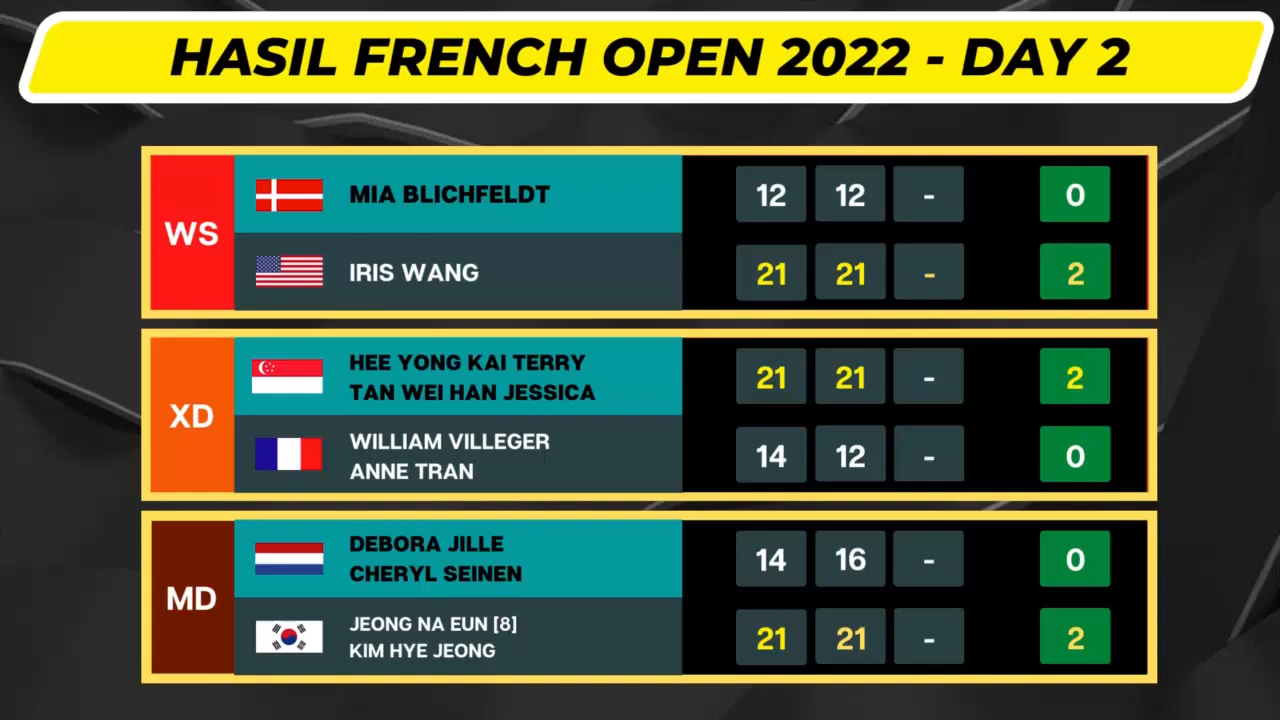 HASIL FRENCH OPEN 2022 - DAY 2
WS
MIA BLICHFELDT 12 12 - 0
IRIS WANG 21 21 - 2
XD
HEE YONG KAI TERRY
TAN WEI HAN JESSICA
21 21 - 2
WILLIAM VILLEGER
ANNE TRAN
14 12 - 0
MD
DEBORA JILLE
CHERYL SEINEN
14 16 - 0
JEONG NA EUN [8]
KIM HYE JEONG
21 21 - 2